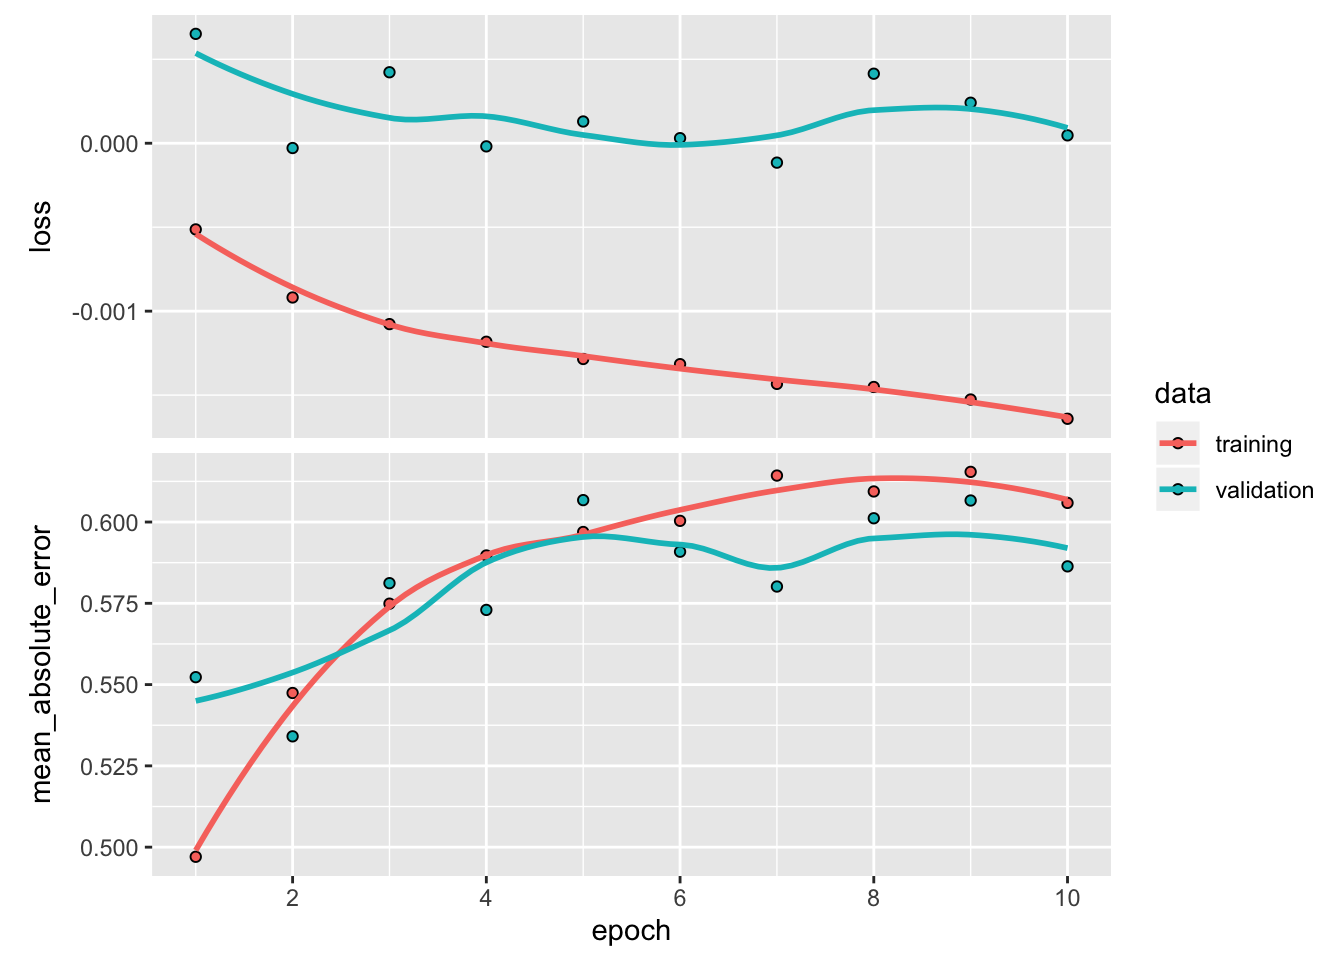 0.000
-0.001
loss
0.600
0.575
0.550
0.525
0.500
mean_absolute_error
2 4 6 8 10
epoch
data
training
validation